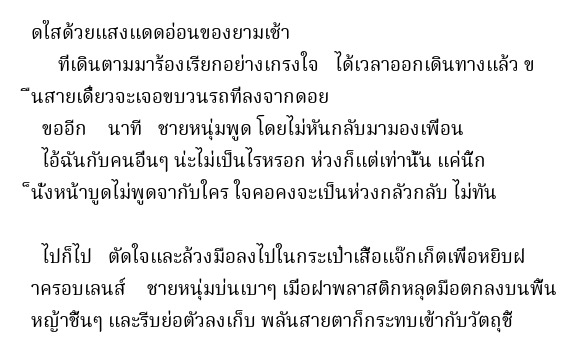 ดใสด้วยแสงแดดอ่อนของยามเช้า
ที่เดินตามมาร้องเรียกอย่างเกรงใจ ได้เวลาออกเดินทางแล้ว ข
ืนสายเดี๋ยวจะเจอขบวนรถที่ลงจากดอย
ขออีก นาที ชายหนุ่มพูด โดยไม่หันกลับมามองเพื่อน
ไอ้ฉันกับคนอื่นๆ น่ะไม่เป็นไรหรอก ห่วงก็แต่เท่านั้น แค่นึก
็นั่งหน้าบูดไม่พูดจากับใคร ใจคอคงจะเป็นห่วงกลัวกลับ ไม่ทัน
ไปก็ไป ตัดใจและล้วงมือลงไปในกระเป๋าเสื้อแจ๊กเก็ตเพื่อหยิบฝ
าครอบเลนส์ ชายหนุ่มบ่นเบาๆ เมื่อฝาพลาสติกหลุดมือตกลงบนพื้น
หญ้าชื้นๆ และรีบย่อตัวลงเก็บ พลันสายตาก็กระทบเข้ากับวัตถุชิ้